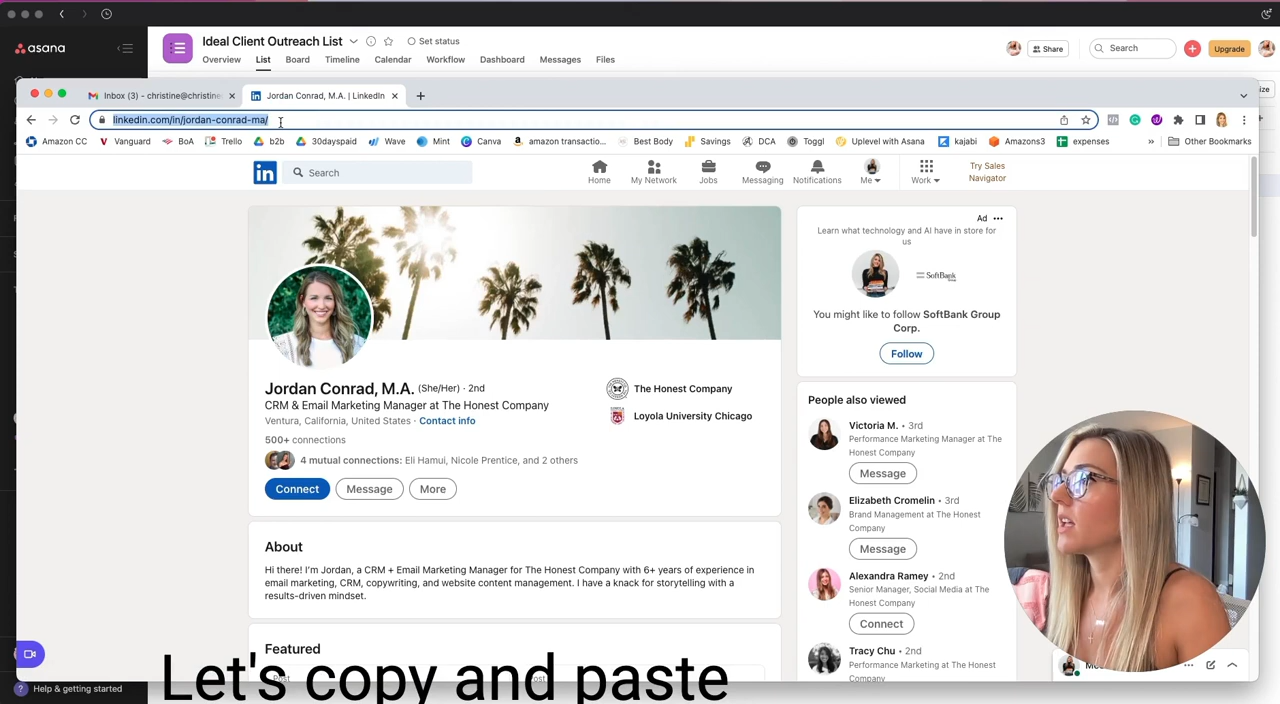 asana
Ideal Client Outreach List
Set status
Share
Search
Upgrade
Overview
List
Board
Timeline
Calendar
Workflow
Dashboard
Messages
Files
Inbox (3) - christine@christine
Jordan Conrad, M.A. | LinkedIn
linkedin.com/in/jordan-conrad-ma/
Amazon CC
Vanguard
BoA
Trello
b2b
30dayspaid
Wave
Mint
Canva
amazon transactio...
Best Body
Savings
DCA
Toggl
Uplevel with Asana
kajabi
Amazons3
expenses
»
Other Bookmarks
in
Search
Home
My Network
Jobs
Messaging
Notifications
Me
Work
Try Sales
Navigator
Ad
Learn what technology and AI have in store for
us
SoftBank
You might like to follow SoftBank Group
Corp.
Follow
Jordan Conrad, M.A. (She/Her) · 2nd
CRM & Email Marketing Manager at The Honest Company
Ventura, California, United States · Contact info
500+ connections
4 mutual connections: Eli Hamui, Nicole Prentice, and 2 others
Connect
Message
More
The Honest Company
Loyola University Chicago
People also viewed
Victoria M. • 3rd
Performance Marketing Manager at The
Honest Company
Message
Elizabeth Cromelin • 3rd
Brand Management at The Honest
Company
Message
Alexandra Ramey • 2nd
Senior Manager, Social Media at The
Honest Company
Connect
Tracy Chu • 2nd
Performance Marketing at The Honest
Company
About
Hi there! I'm Jordan, a CRM + Email Marketing Manager for The Honest Company with 6+ years of experience in
email marketing, CRM, copywriting, and website content management. I have a knack for storytelling with a
results-driven mindset.
Featured
Post
Help & getting started
Let's copy and paste